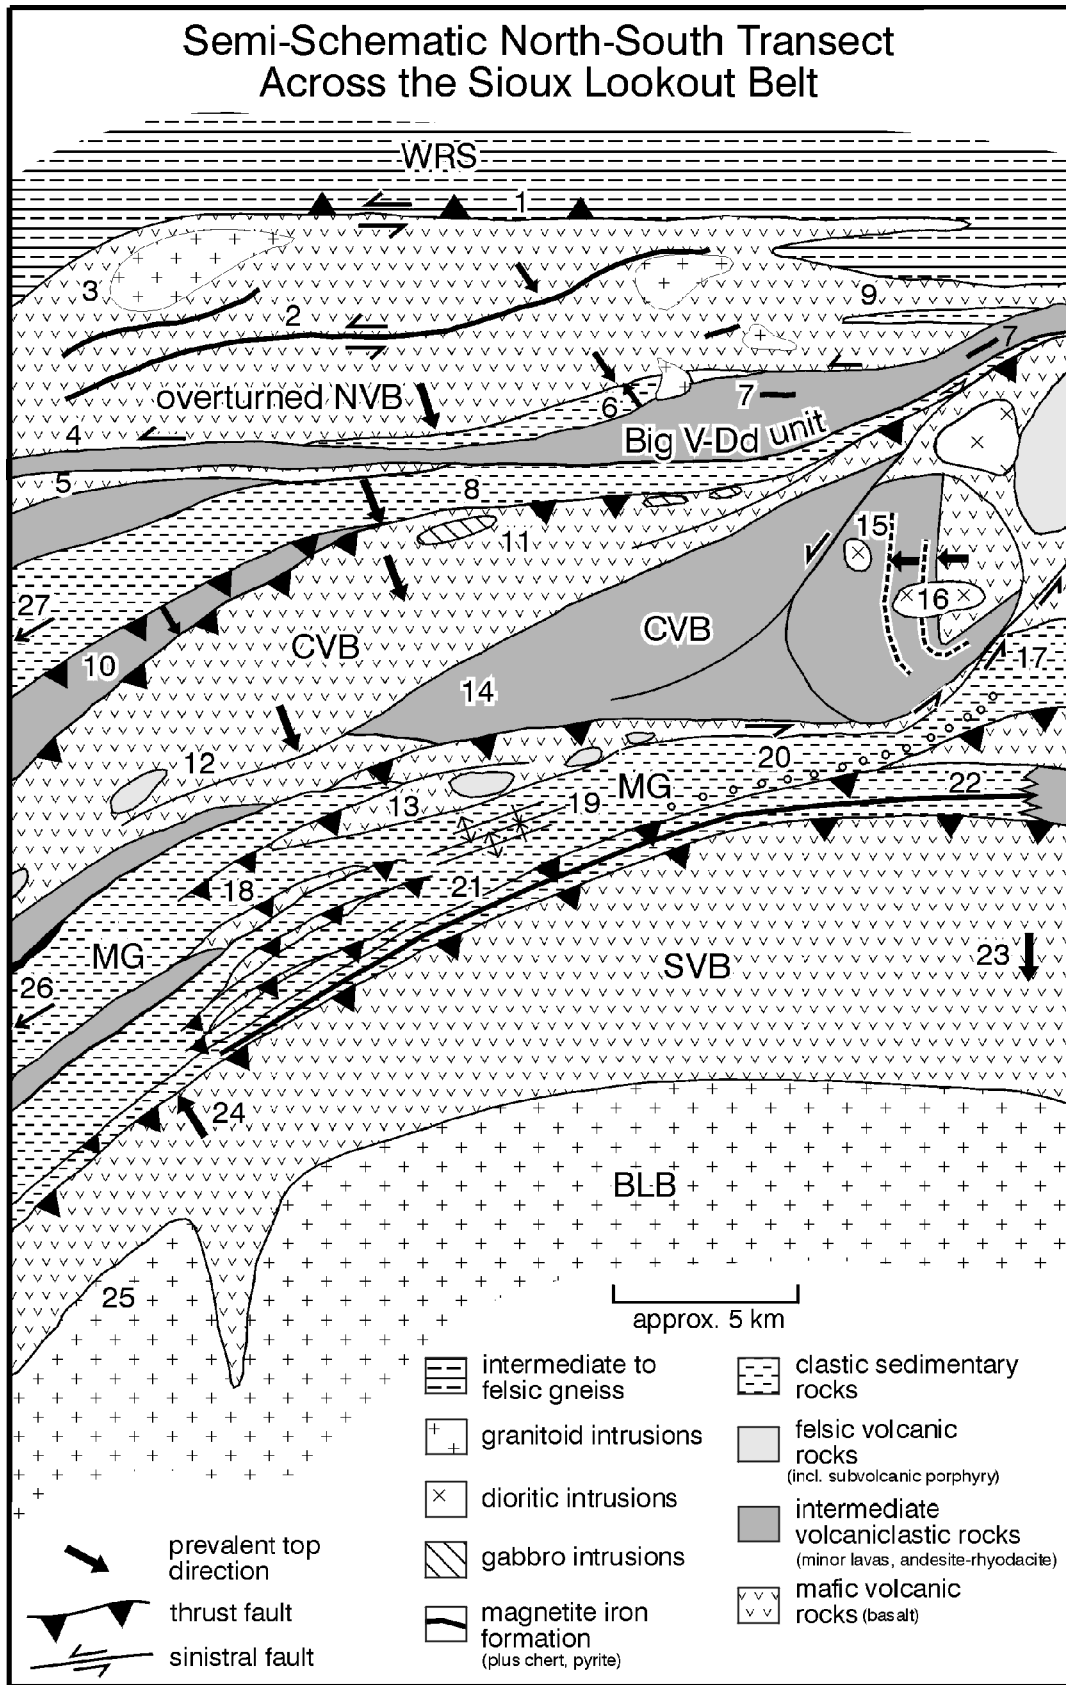 Semi-Schematic North-South Transect
Across the Sioux Lookout Belt
WRS
1
3
2
9
7
overturned NVB
6
7
4
Big V-Dd unit
5
8
11
15
27
16
CVB
CVB
17
10
14
12
20
MG
22
13
19
18
21
MG
SVB
23
26
24
BLB
25
approx. 5 km
intermediate to
felsic gneiss
clastic sedimentary
rocks
granitoid intrusions
felsic volcanic
rocks
(incl. subvolcanic porphyry)
dioritic intrusions
intermediate
volcaniclastic rocks
(minor lavas, andesite-rhyodacite)
prevalent top
direction
gabbro intrusions
mafic volcanic
rocks (basalt)
thrust fault
magnetite iron
formation
(plus chert, pyrite)
sinistral fault